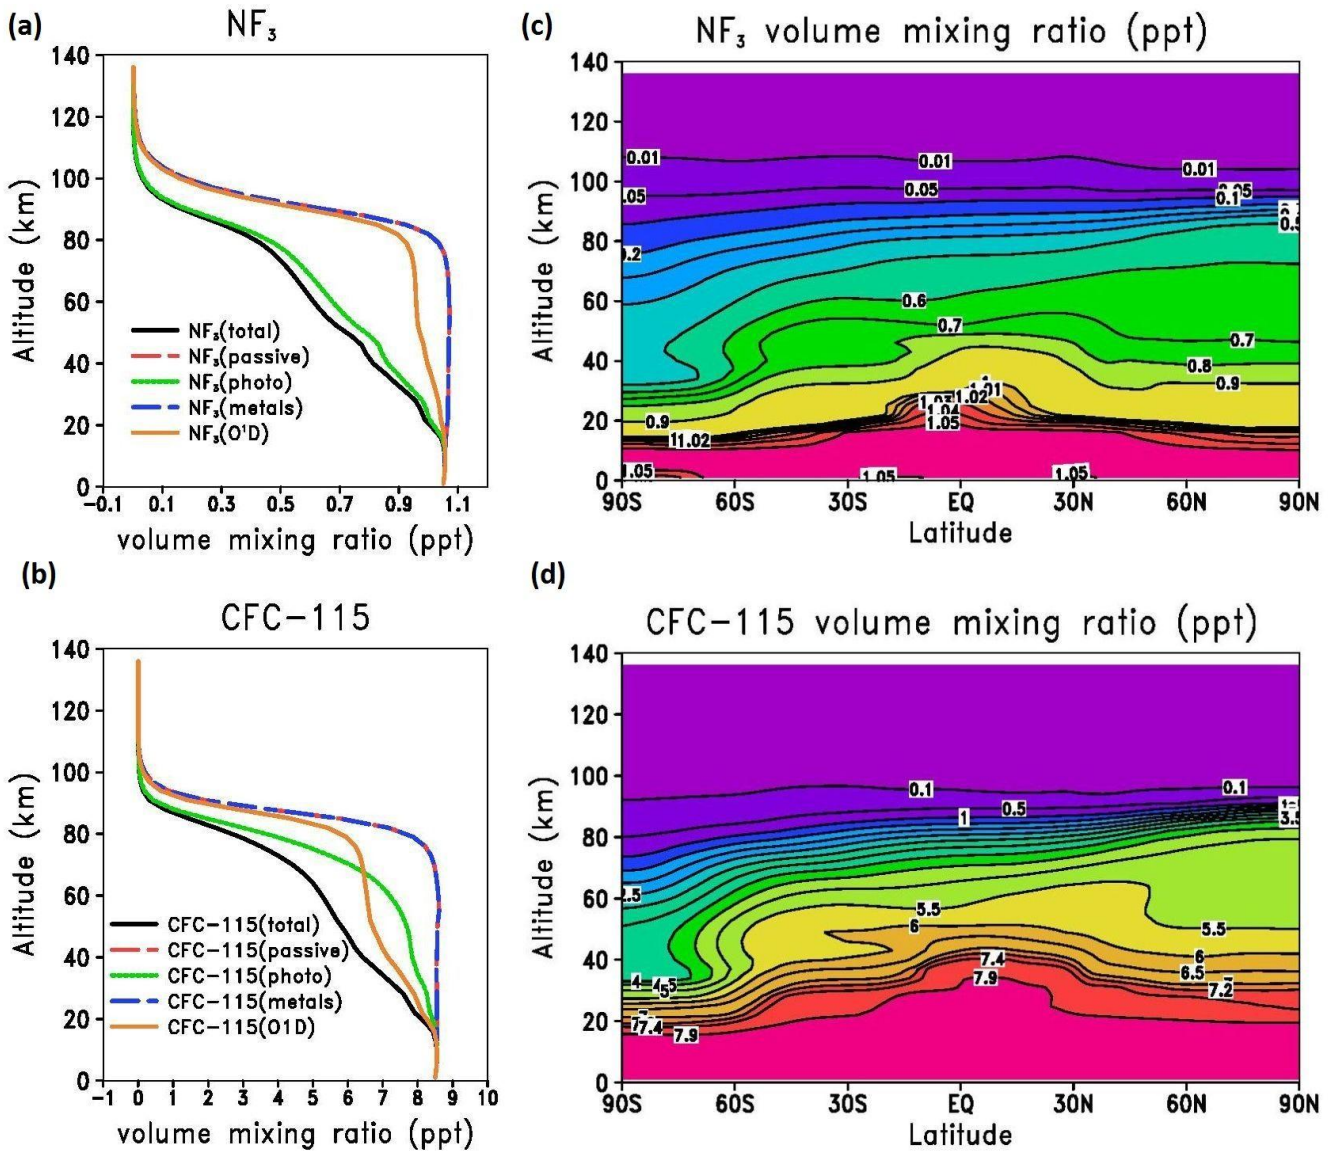 (a)
NF₃
140
120
100
80
60
40
20
0
Altitude (km)
NF₃(total)
NF₃(passive)
NF₃(photo)
NF₃(metals)
NF₃(O¹D)
−0.1 0.1 0.3 0.5 0.7 0.9 1.1
volume mixing ratio (ppt)
(c)
NF₃ volume mixing ratio (ppt)
140
120
100
80
60
40
20
0
Altitude (km)
0.01 0.01 0.01
.05 0.05 0.05
0.1
0.2
0.6
0.7 0.7
0.8
0.9 0.9
1.01
1.02
1.04
1.05
1.02
1.05 1.05 1.05
90S 60S 30S EQ 30N 60N 90N
Latitude
(b)
CFC−115
140
120
100
80
60
40
20
0
Altitude (km)
CFC−115(total)
CFC−115(passive)
CFC−115(photo)
CFC−115(metals)
CFC−115(O1D)
−1 0 1 2 3 4 5 6 7 8 9 10
volume mixing ratio (ppt)
(d)
CFC−115 volume mixing ratio (ppt)
140
120
100
80
60
40
20
0
Altitude (km)
0.1 0.1
0.5
1
3.5
2.5
5.5 5.5
6 6
6.5
7.4
7.9
7.2
4
5
7.4
7.9
90S 60S 30S EQ 30N 60N 90N
Latitude